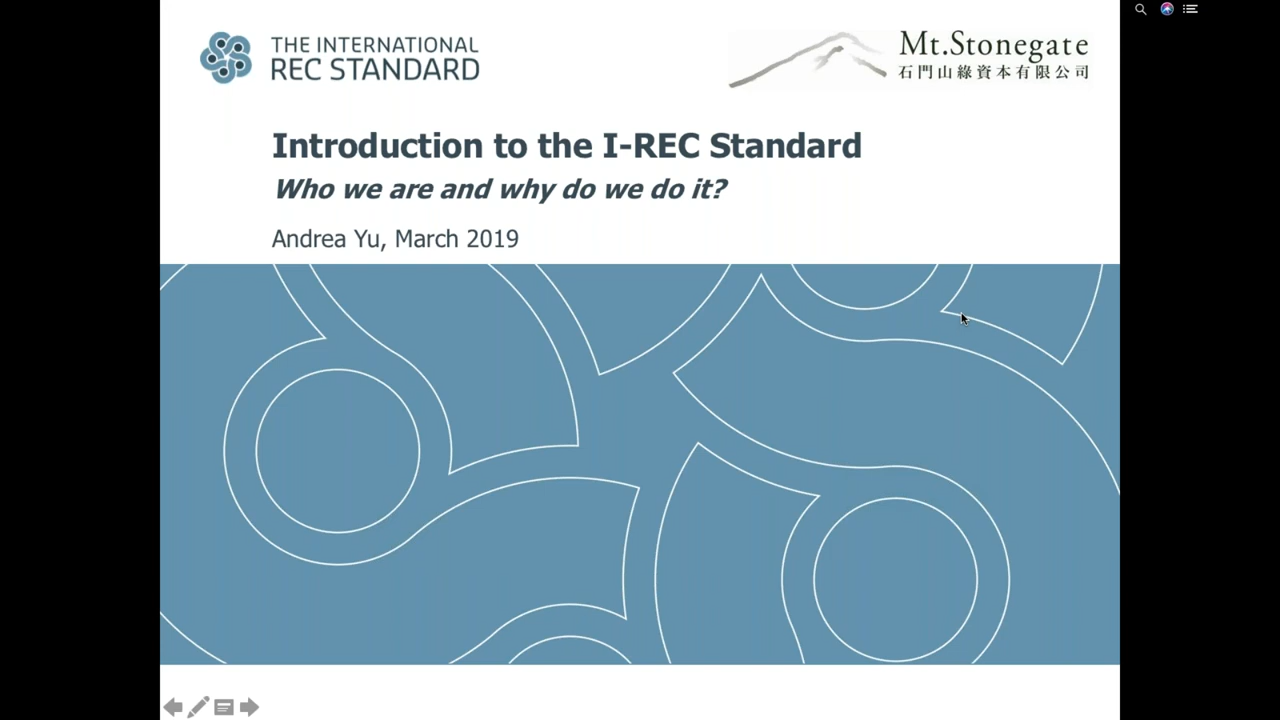 THE INTERNATIONAL
REC STANDARD
Mt.Stonegate
石門山綠資本有限公司
Introduction to the I-REC Standard
Who we are and why do we do it?
Andrea Yu, March 2019